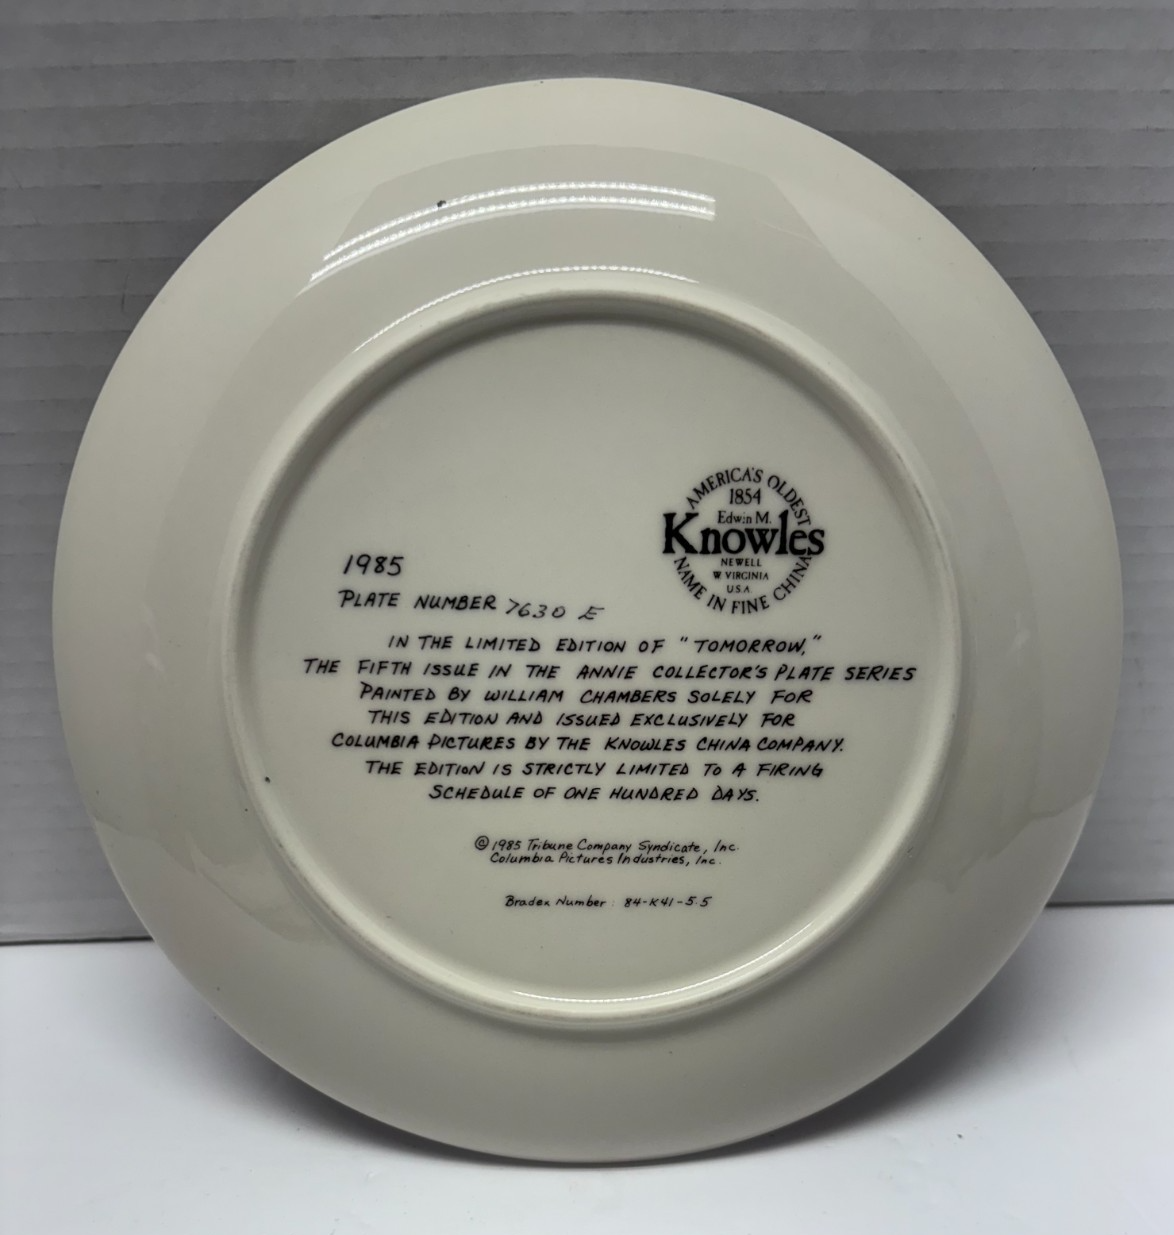 AMERICA'S OLDEST
1854
Edwin M.
Knowles
NEWELL
W VIRGINIA
USA
NAME IN FINE CHINA
1985
PLATE NUMBER 7630 E
IN THE LIMITED EDITION OF "TOMORROW,"
THE FIFTH ISSUE IN THE ANNIE COLLECTOR'S PLATE SERIES
PAINTED BY WILLIAM CHAMBERS SOLELY FOR
THIS EDITION AND ISSUED EXCLUSIVELY FOR
COLUMBIA PICTURES BY THE KNOWLES CHINA COMPANY.
THE EDITION IS STRICTLY LIMITED TO A FIRING
SCHEDULE OF ONE HUNDRED DAYS.
© 1985 Tribune Company Syndicate, Inc.
Columbia Pictures Industries, Inc.
Bradex Number: 84-K41-5.5